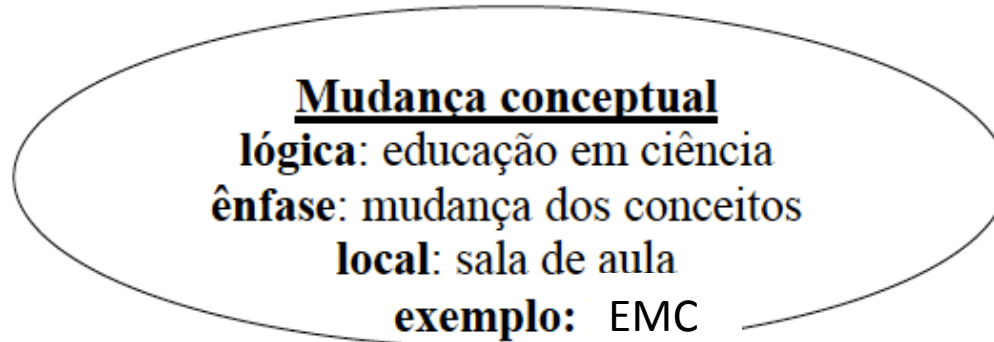 Mudança conceptual
lógica: educação em ciência
ênfase: mudança dos conceitos
local: sala de aula
exemplo: EMC